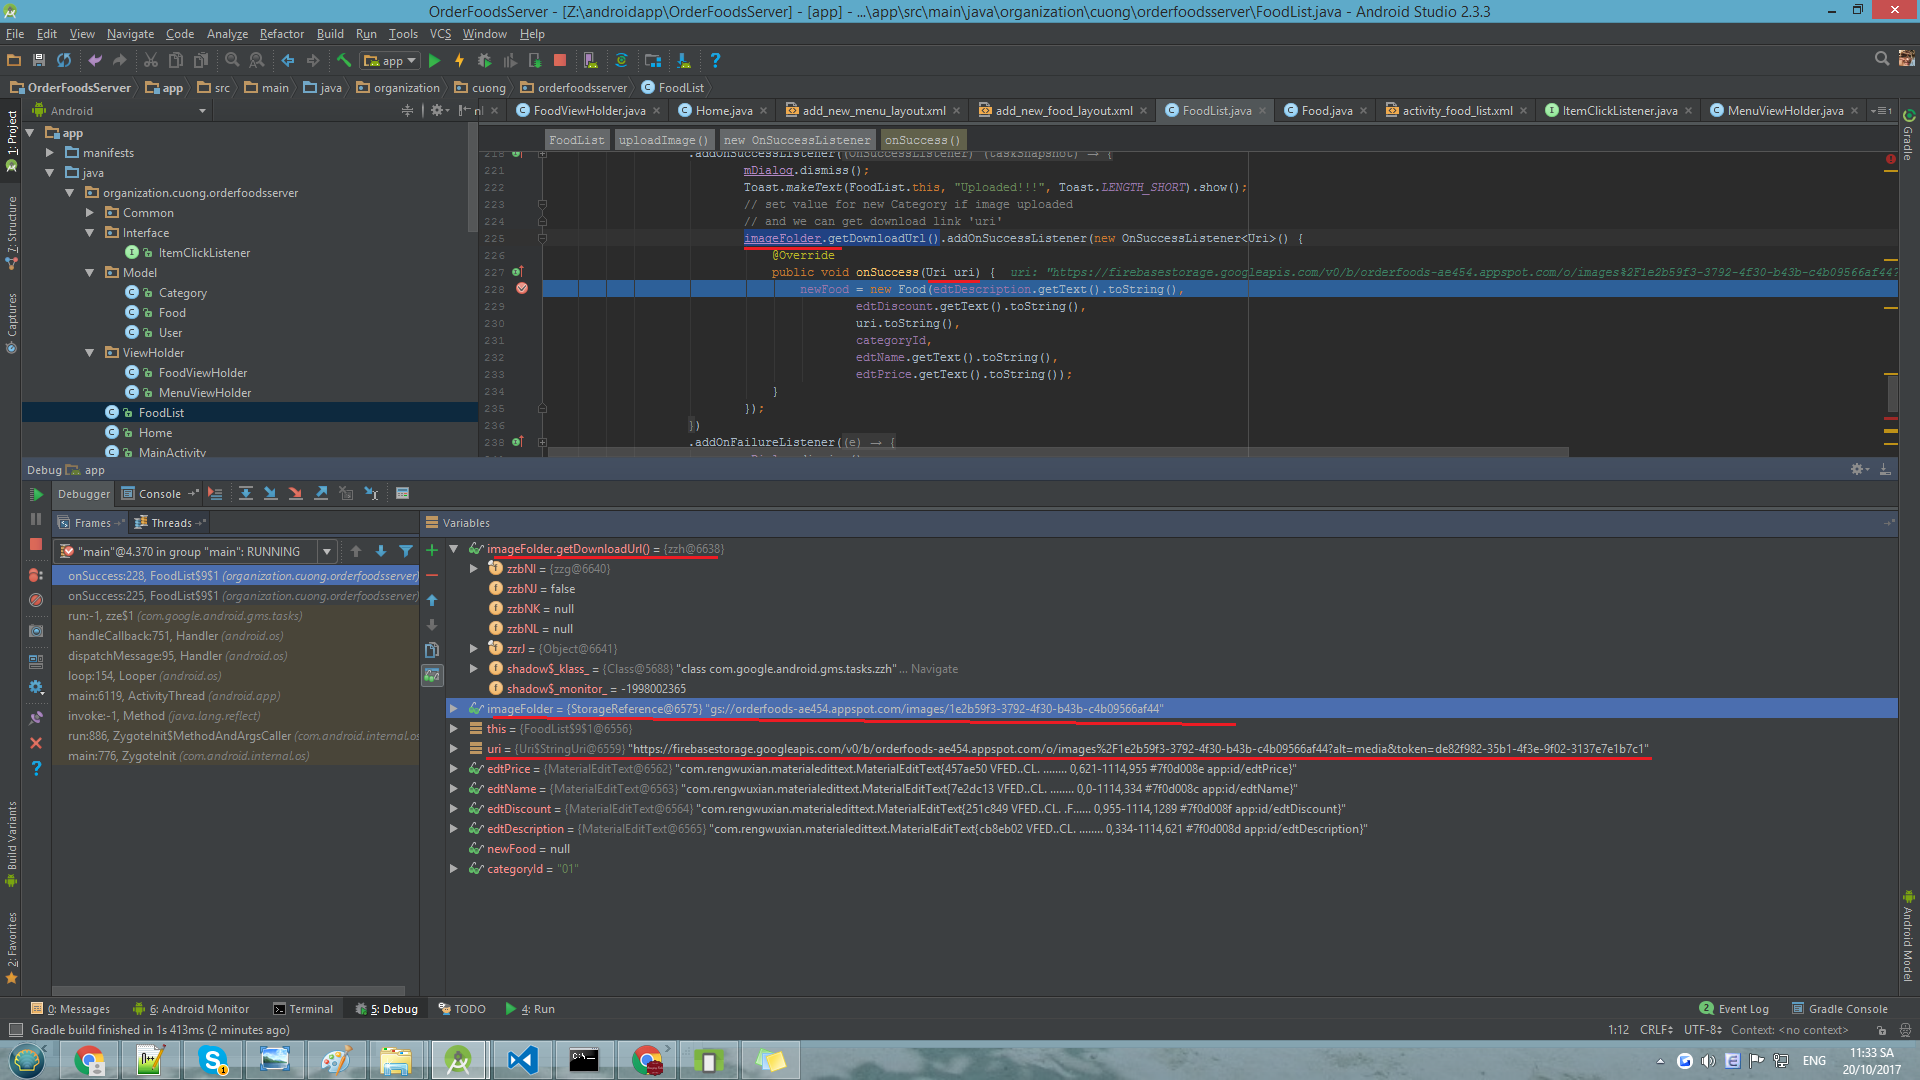 OrderFoodsServer - [Z:\androidapp\OrderFoodsServer] - [app] - ...\app\src\main\java\organization\cuong\orderfoodsserver\FoodList.java - Android Studio 2.3.3
File Edit View Navigate Code Analyze Refactor Build Run Tools VCS Window Help
app
OrderFoodsServer app src main java organization cuong orderfoodsserver FoodList
Android
FoodViewHolder.java Home.java add_new_menu_layout.xml add_new_food_layout.xml FoodList.java Food.java activity_food_list.xml ItemClickListener.java MenuViewHolder.java
1: Project
7: Structure
Captures
Build Variants
2: Favorites
Gradle
Android Model
app
manifests
java
organization.cuong.orderfoodsserver
Common
Interface
ItemClickListener
Model
Category
Food
User
ViewHolder
FoodViewHolder
MenuViewHolder
FoodList
Home
MainActivity
FoodList uploadImage() new OnSuccessListener onSuccess()
218 .addOnSuccessListener((OnSuccessListener) (taskSnapshot) → {
221 mDialog.dismiss();
222 Toast.makeText(FoodList.this, "Uploaded!!!", Toast.LENGTH_SHORT).show();
223 // set value for new Category if image uploaded
224 // and we can get download link 'uri'
225 imageFolder.getDownloadUrl().addOnSuccessListener(new OnSuccessListener<Uri>() {
226 @Override
227 public void onSuccess(Uri uri) { uri: "https://firebasestorage.googleapis.com/v0/b/orderfoods-ae454.appspot.com/o/images%2F1e2b59f3-3792-4f30-b43b-c4b09566af44?
228 newFood = new Food(edtDescription.getText().toString(),
229 edtDiscount.getText().toString(),
230 uri.toString(),
231 categoryId,
232 edtName.getText().toString(),
233 edtPrice.getText().toString());
234 }
235 });
236 })
238 .addOnFailureListener((e) → {
Debug app
Debugger Console
Frames Threads
"main"@4.370 in group "main": RUNNING
onSuccess:228, FoodList$9$1 (organization.cuong.orderfoodsserver)
onSuccess:225, FoodList$9$1 (organization.cuong.orderfoodsserver)
run:-1, zze$1 (com.google.android.gms.tasks)
handleCallback:751, Handler (android.os)
dispatchMessage:95, Handler (android.os)
loop:154, Looper (android.os)
main:6119, ActivityThread (android.app)
invoke:-1, Method (java.lang.reflect)
run:886, ZygoteInit$MethodAndArgsCaller (com.android.internal.os
main:776, ZygoteInit (com.android.internal.os)
Variables
imageFolder.getDownloadUrl() = {zzh@6638}
zzbNI = {zzg@6640}
zzbNJ = false
zzbNK = null
zzbNL = null
zzrJ = {Object@6641}
shadow$_klass_ = {Class@5688} "class com.google.android.gms.tasks.zzh" ... Navigate
shadow$_monitor_ = -1998002365
imageFolder = {StorageReference@6575} "gs://orderfoods-ae454.appspot.com/images/1e2b59f3-3792-4f30-b43b-c4b09566af44"
this = {FoodList$9$1@6556}
uri = {Uri$StringUri@6559} "https://firebasestorage.googleapis.com/v0/b/orderfoods-ae454.appspot.com/o/images%2F1e2b59f3-3792-4f30-b43b-c4b09566af44?alt=media&token=de82f982-35b1-4f3e-9f02-3137e7e1b7c1"
edtPrice = {MaterialEditText@6562} "com.rengwuxian.materialedittext.MaterialEditText{457ae50 VFED..CL. ........ 0,621-1114,955 #7f0d008e app:id/edtPrice}"
edtName = {MaterialEditText@6563} "com.rengwuxian.materialedittext.MaterialEditText{7e2dc13 VFED..CL. ........ 0,0-1114,334 #7f0d008c app:id/edtName}"
edtDiscount = {MaterialEditText@6564} "com.rengwuxian.materialedittext.MaterialEditText{251c849 VFED..CL. .F...... 0,955-1114,1289 #7f0d008f app:id/edtDiscount}"
edtDescription = {MaterialEditText@6565} "com.rengwuxian.materialedittext.MaterialEditText{cb8eb02 VFED..CL. ........ 0,334-1114,621 #7f0d008d app:id/edtDescription}"
newFood = null
categoryId = "01"
0: Messages 6: Android Monitor Terminal 5: Debug TODO 4: Run 2 Event Log Gradle Console
Gradle build finished in 1s 413ms (2 minutes ago) 1:12 CRLF UTF-8 Context: <no context>
ENG 11:33 SA
20/10/2017